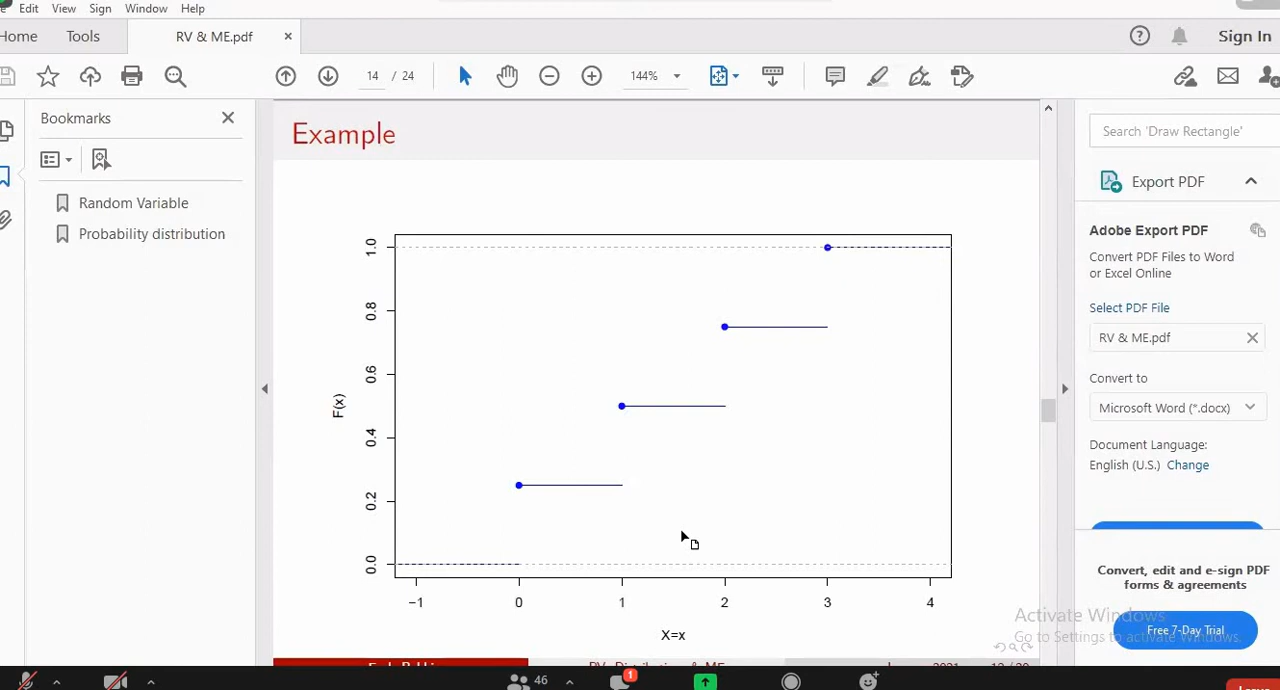 Edit View Sign Window Help
Home Tools RV & ME.pdf Sign In
14 / 24 144%
Bookmarks
Random Variable
Probability distribution
Example
1.0
0.8
0.6
0.4
0.2
0.0
F(x)
−1 0 1 2 3 4
X=x
Search 'Draw Rectangle'
Export PDF
Adobe Export PDF
Convert PDF Files to Word
or Excel Online
Select PDF File
RV & ME.pdf
Convert to
Microsoft Word (*.docx)
Document Language:
English (U.S.) Change
Convert, edit and e-sign PDF
forms & agreements
Free 7-Day Trial
Activate Windows
Go to Settings to activate Windows.
46 1